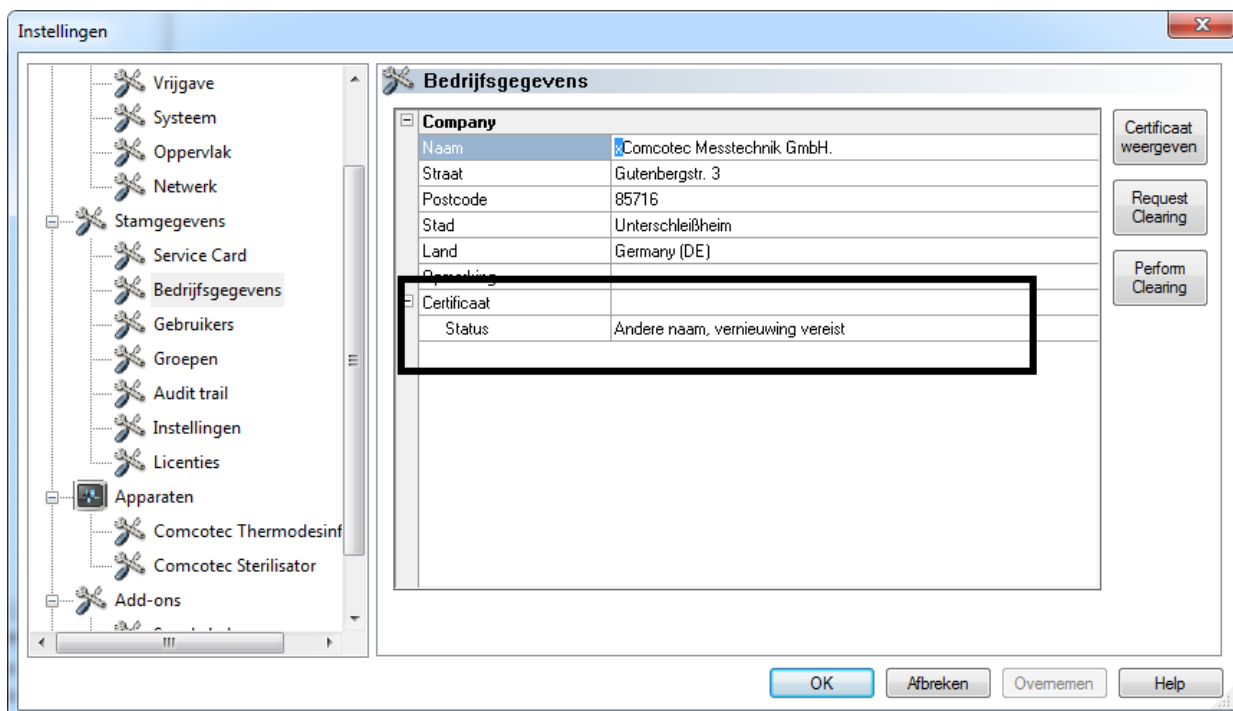 Instellingen
Vrijgave
Systeem
Oppervlak
Netwerk
Stamgegevens
Service Card
Bedrijfsgegevens
Gebruikers
Groepen
Audit trail
Instellingen
Licenties
Apparaten
Comcotec Thermodesinf
Comcotec Sterilisator
Add-ons
Bedrijfsgegevens
Company
Naam xComcotec Messtechnik GmbH.
Straat Gutenbergstr. 3
Postcode 85716
Stad Unterschleißheim
Land Germany (DE)
Opmerking
Certificaat
Status Andere naam, vernieuwing vereist
Certificaat
weergeven
Request
Clearing
Perform
Clearing
OK Afbreken Overnemen Help